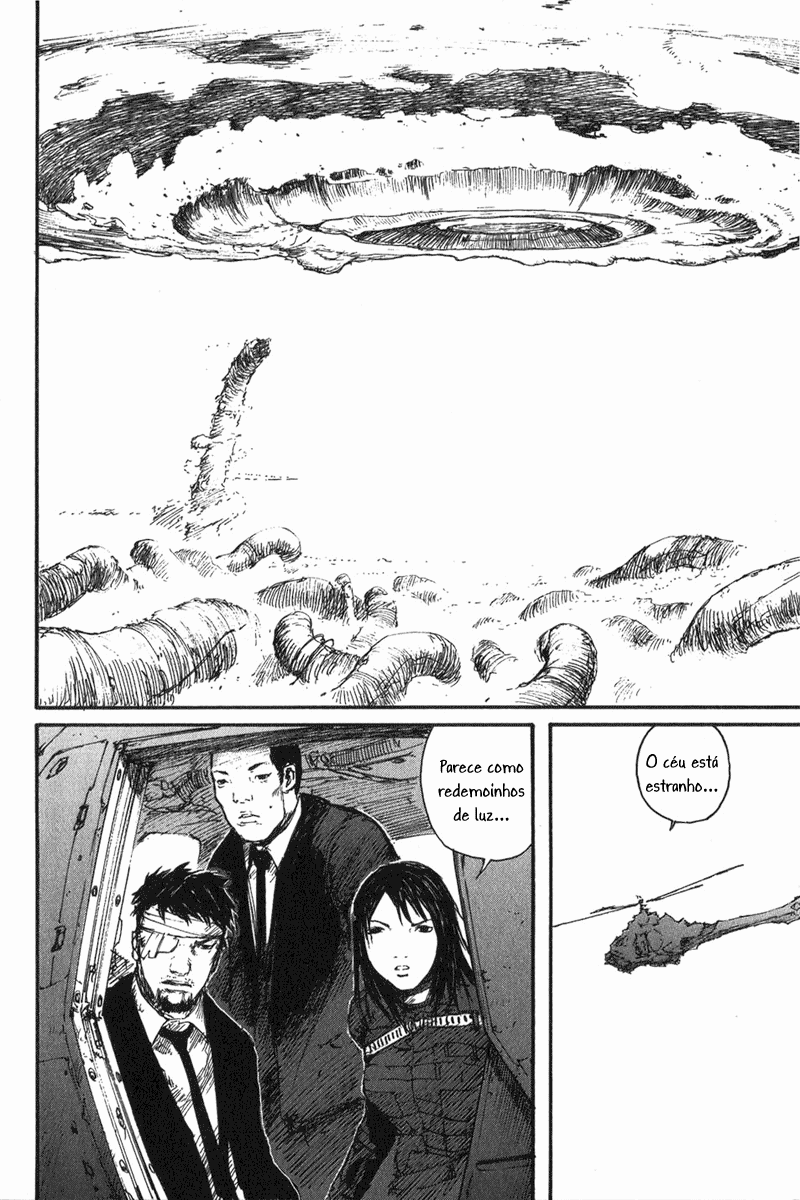 O céu está
estranho...
Parece como
redemoinhos
de luz...